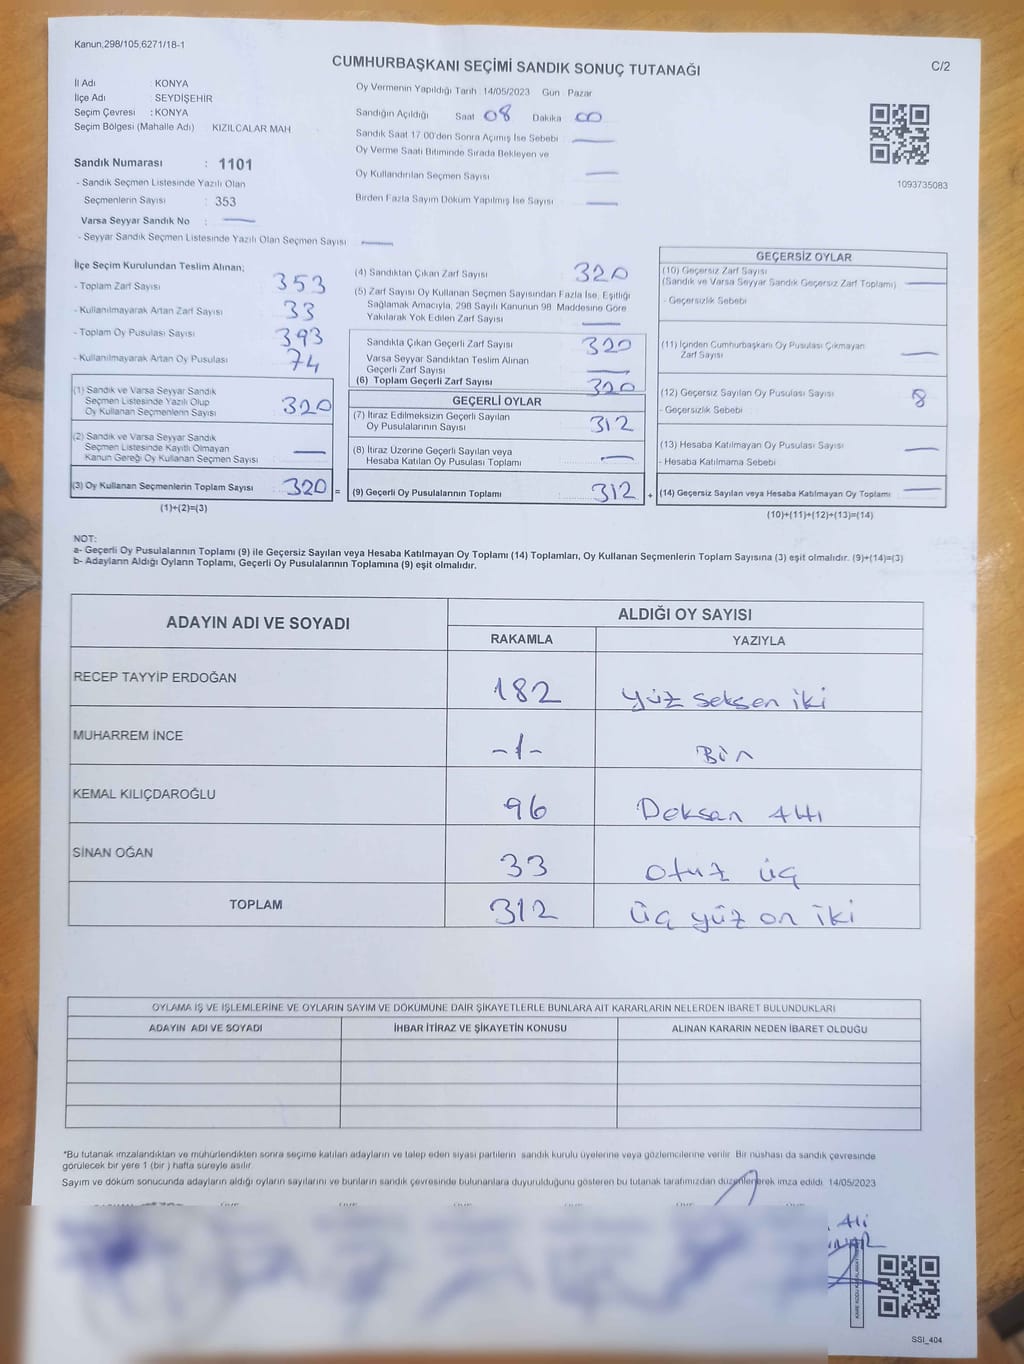 Kanun;298/105,6271/18-1
CUMHURBAŞKANI SEÇİMİ SANDIK SONUÇ TUTANAĞI
C/2
İl Adı KONYA
İlçe Adı SEYDİŞEHİR
Seçim Çevresi : KONYA
Seçim Bölgesi (Mahalle Adı) KIZILCALAR MAH
Oy Vermenin Yapıldığı Tarih 14/05/2023 Gün Pazar
Sandığın Açıldığı Saat 08 Dakika 00
Sandık Saat 17 00'den Sonra Açımış İse Sebebi
Oy Verme Saati Bitiminde Sırada Bekleyen ve
Oy Kullandırılan Seçmen Sayısı
Birden Fazla Sayım Döküm Yapılmış İse Sayısı
1093735083
Sandık Numarası : 1101
- Sandık Seçmen Listesinde Yazılı Olan
Seçmenlerin Sayısı : 353
Varsa Seyyar Sandık No :
- Seyyar Sandık Seçmen Listesinde Yazılı Olan Seçmen Sayısı
İlçe Seçim Kurulundan Teslim Alınan;
- Toplam Zarf Sayısı 353
- Kullanılmayarak Artan Zarf Sayısı 33
- Toplam Oy Pusulası Sayısı 393
- Kullanılmayarak Artan Oy Pusulası 74
(1) Sandık ve Varsa Seyyar Sandık
Seçmen Listesinde Yazılı Olup
Oy Kullanan Seçmenlerin Sayısı 320
(2) Sandık ve Varsa Seyyar Sandık
Seçmen Listesinde Kayıtlı Olmayan
Kanun Gereği Oy Kullanan Seçmen Sayısı
(3) Oy Kullanan Seçmenlerin Toplam Sayısı 320 =
(1)+(2)=(3)
(4) Sandıktan Çıkan Zarf Sayısı 320
(5) Zarf Sayısı Oy Kullanan Seçmen Sayısından Fazla İse, Eşitliği
Sağlamak Amacıyla, 298 Sayılı Kanunun 98. Maddesine Göre
Yakılarak Yok Edilen Zarf Sayısı
Sandıkta Çıkan Geçerli Zarf Sayısı 320
Varsa Seyyar Sandıktan Teslim Alınan
Geçerli Zarf Sayısı
(6) Toplam Geçerli Zarf Sayısı 320
GEÇERLİ OYLAR
(7) İtiraz Edilmeksizin Geçerli Sayılan
Oy Pusulalarının Sayısı 312
(8) İtiraz Üzerine Geçerli Sayılan veya
Hesaba Katılan Oy Pusulası Toplamı
(9) Geçerli Oy Pusulalarının Toplamı 312 +
GEÇERSİZ OYLAR
(10) Geçersiz Zarf Sayısı
(Sandık ve Varsa Seyyar Sandık Geçersiz Zarf Toplamı)
- Geçersizlik Sebebi
(11) İçinden Cumhurbaşkanı Oy Pusulası Çıkmayan
Zarf Sayısı
(12) Geçersiz Sayılan Oy Pusulası Sayısı 8
- Geçersizlik Sebebi
(13) Hesaba Katılmayan Oy Pusulası Sayısı
- Hesaba Katılmama Sebebi
(14) Geçersiz Sayılan veya Hesaba Katılmayan Oy Toplamı
(10)+(11)+(12)+(13)=(14)
NOT:
a- Geçerli Oy Pusulalarının Toplamı (9) ile Geçersiz Sayılan veya Hesaba Katılmayan Oy Toplamı (14) Toplamları, Oy Kullanan Seçmenlerin Toplam Sayısına (3) eşit olmalıdır. (9)+(14)=(3)
b- Adayların Aldığı Oyların Toplamı, Geçerli Oy Pusulalarının Toplamına (9) eşit olmalıdır.
ADAYIN ADI VE SOYADI
ALDIĞI OY SAYISI
RAKAMLA YAZIYLA
RECEP TAYYİP ERDOĞAN 182 yüz seksen iki
MUHARREM İNCE -1- Bir
KEMAL KILIÇDAROĞLU 96 Doksan Altı
SİNAN OĞAN 33 otuz üç
TOPLAM 312 üç yüz on iki
OYLAMA İŞ VE İŞLEMLERİNE VE OYLARIN SAYIM VE DÖKÜMÜNE DAİR ŞİKAYETLERLE BUNLARA AİT KARARLARIN NELERDEN İBARET BULUNDUKLARI
ADAYIN ADI VE SOYADI İHBAR İTİRAZ VE ŞİKAYETİN KONUSU ALINAN KARARIN NEDEN İBARET OLDUĞU
*Bu tutanak imzalandıktan ve mühürlendikten sonra seçime katılan adayların ve talep eden siyasi partilerin sandık kurulu üyelerine veya gözlemcilerine verilir. Bir nüshası da sandık çevresinde
görülecek bir yere 1 (bir ) hafta süreyle asılır.
Sayım ve döküm sonucunda adayların aldığı oyların sayılarını ve bunların sandık çevresinde bulunanlara duyurulduğunu gösteren bu tutanak tarafımızdan düzenlenerek imza edildi. 14/05/2023
Ali
SSI_404